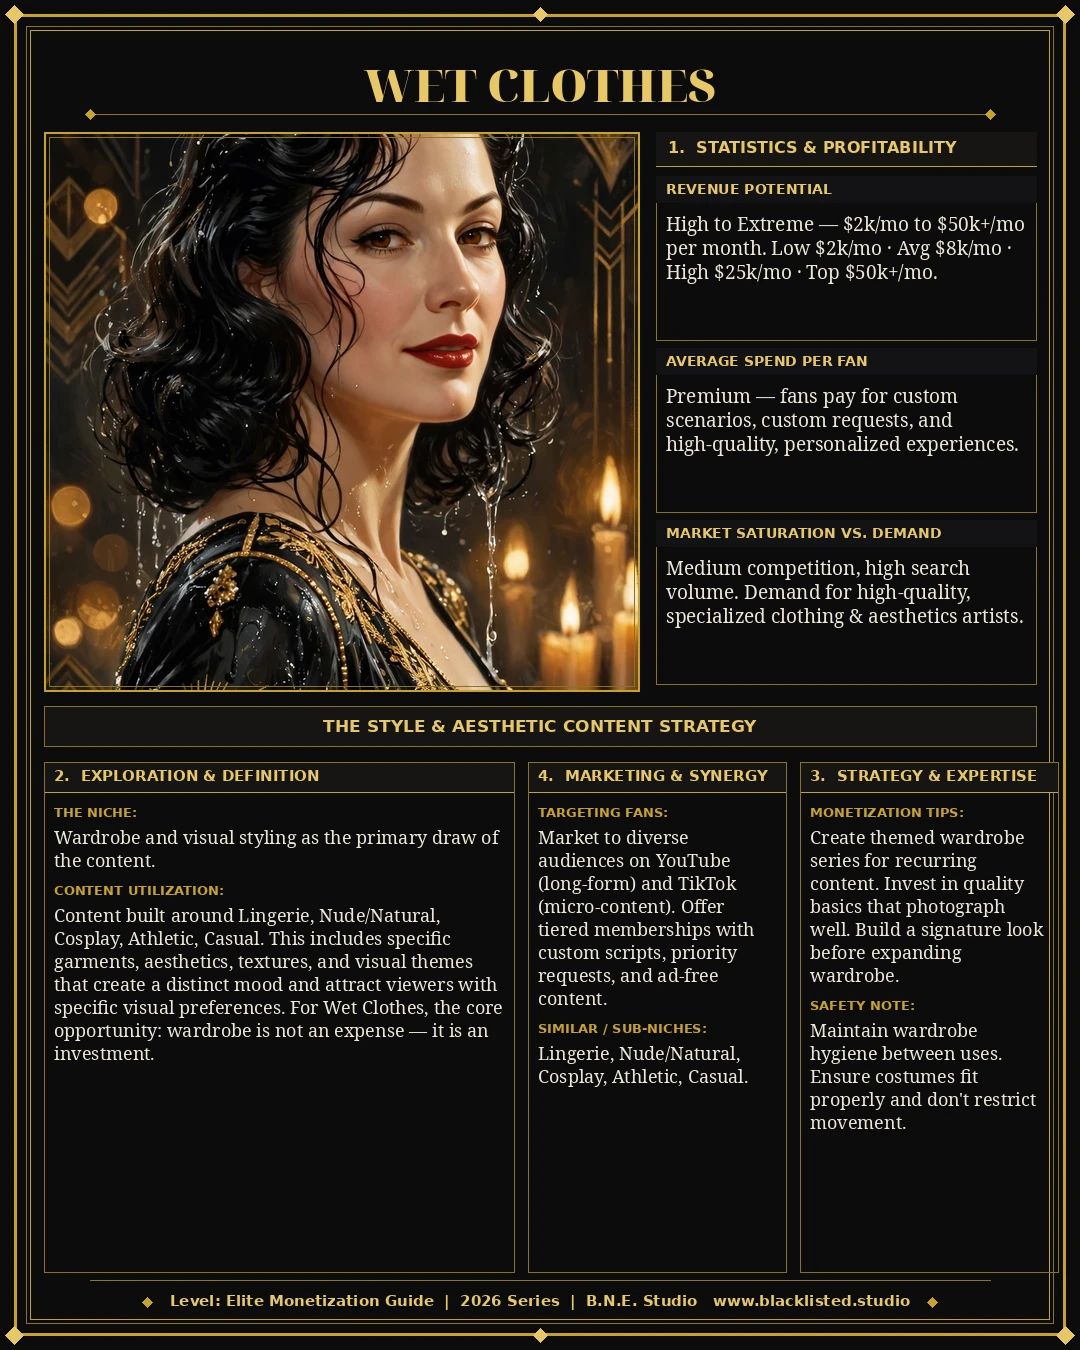 WET CLOTHES
1. STATISTICS & PROFITABILITY
REVENUE POTENTIAL
High to Extreme — $2k/mo to $50k+/mo
per month. Low $2k/mo · Avg $8k/mo ·
High $25k/mo · Top $50k+/mo.
AVERAGE SPEND PER FAN
Premium — fans pay for custom
scenarios, custom requests, and
high-quality, personalized experiences.
MARKET SATURATION VS. DEMAND
Medium competition, high search
volume. Demand for high-quality,
specialized clothing & aesthetics artists.
THE STYLE & AESTHETIC CONTENT STRATEGY
2. EXPLORATION & DEFINITION
THE NICHE:
Wardrobe and visual styling as the primary draw of
the content.
CONTENT UTILIZATION:
Content built around Lingerie, Nude/Natural,
Cosplay, Athletic, Casual. This includes specific
garments, aesthetics, textures, and visual themes
that create a distinct mood and attract viewers with
specific visual preferences. For Wet Clothes, the core
opportunity: wardrobe is not an expense — it is an
investment.
4. MARKETING & SYNERGY
TARGETING FANS:
Market to diverse
audiences on YouTube
(long-form) and TikTok
(micro-content). Offer
tiered memberships with
custom scripts, priority
requests, and ad-free
content.
SIMILAR / SUB-NICHES:
Lingerie, Nude/Natural,
Cosplay, Athletic, Casual.
3. STRATEGY & EXPERTISE
MONETIZATION TIPS:
Create themed wardrobe
series for recurring
content. Invest in quality
basics that photograph
well. Build a signature look
before expanding
wardrobe.
SAFETY NOTE:
Maintain wardrobe
hygiene between uses.
Ensure costumes fit
properly and don't restrict
movement.
Level: Elite Monetization Guide | 2026 Series | B.N.E. Studio www.blacklisted.studio